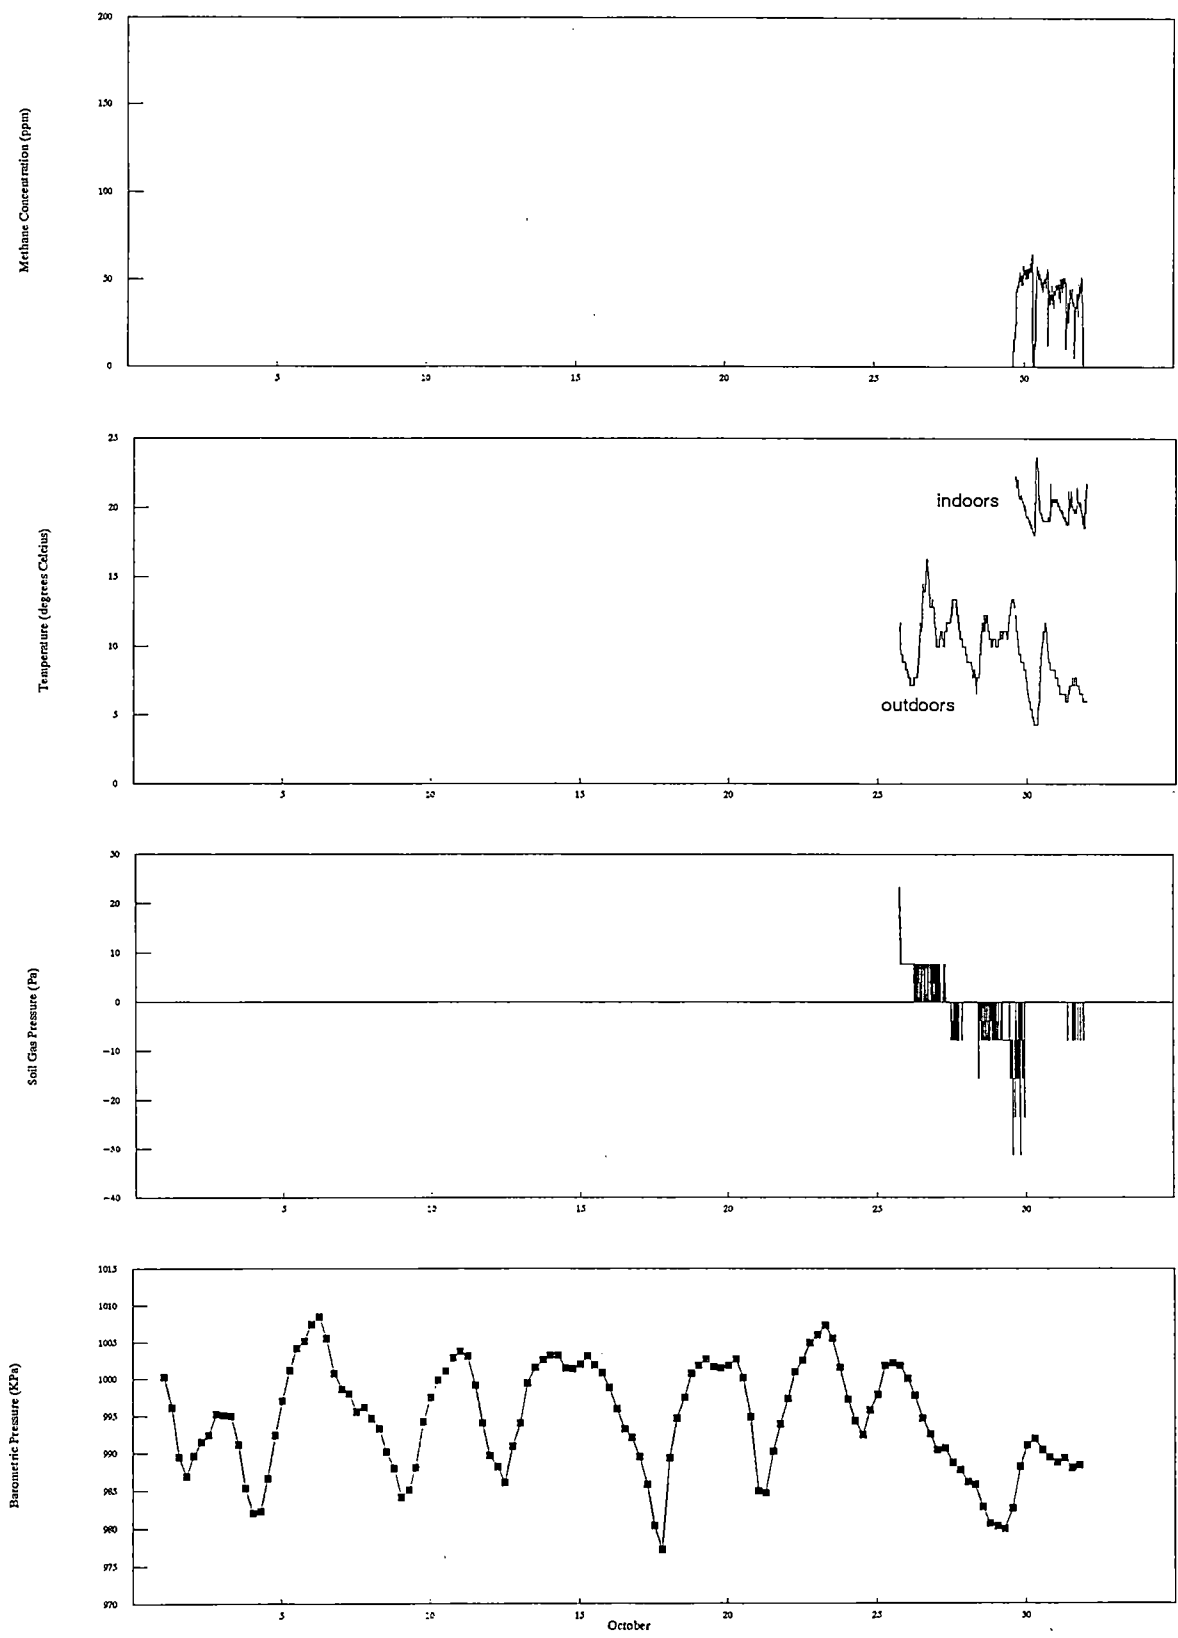 200
150
100
50
0
Methane Concentration (ppm)
5 10 15 20 25 30
25
20
15
10
5
0
Temperature (degrees Celcius)
indoors
outdoors
5 10 15 20 25 30
30
20
10
0
-10
-20
-30
-40
Soil Gas Pressure (Pa)
5 10 15 20 25 30
1015
1010
1005
1000
995
990
985
980
975
970
Barometric Pressure (KPa)
5 10 15 20 25 30
October